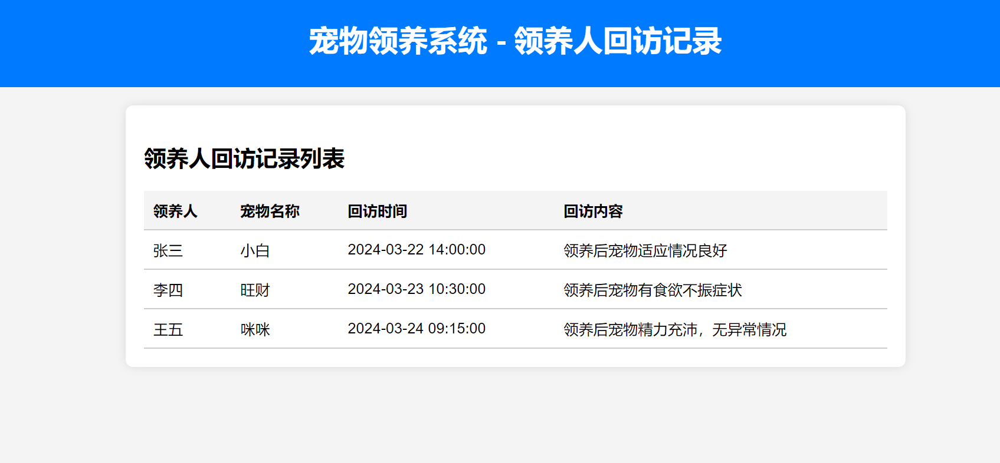 宠物领养系统 - 领养人回访记录
领养人回访记录列表
领养人 宠物名称 回访时间 回访内容
张三 小白 2024-03-22 14:00:00 领养后宠物适应情况良好
李四 旺财 2024-03-23 10:30:00 领养后宠物有食欲不振症状
王五 咪咪 2024-03-24 09:15:00 领养后宠物精力充沛，无异常情况